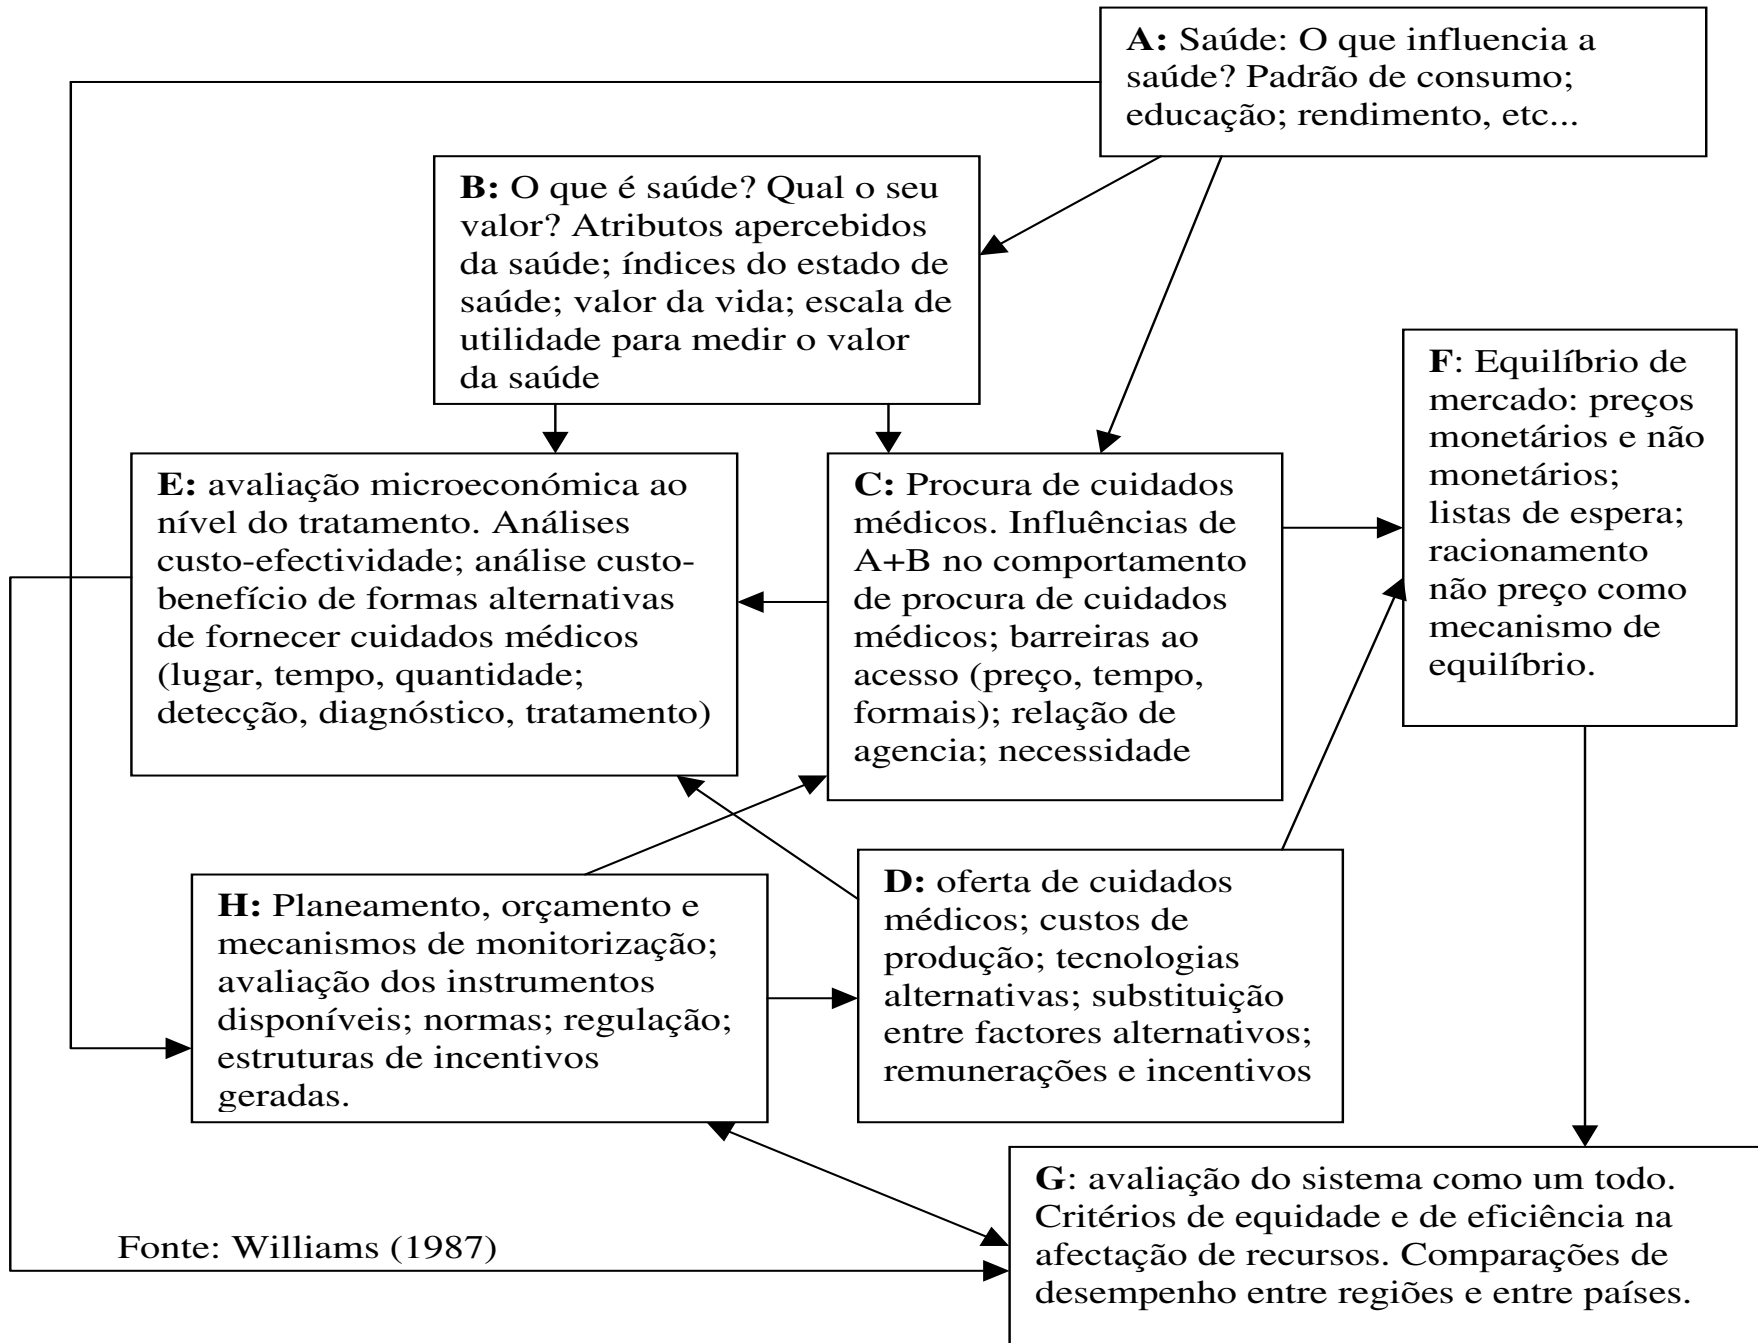 A: Saúde: O que influencia a
saúde? Padrão de consumo;
educação; rendimento, etc...
B: O que é saúde? Qual o seu
valor? Atributos apercebidos
da saúde; índices do estado de
saúde; valor da vida; escala de
utilidade para medir o valor
da saúde
F: Equilíbrio de
mercado: preços
monetários e não
monetários;
listas de espera;
racionamento
não preço como
mecanismo de
equilíbrio.
E: avaliação microeconómica ao
nível do tratamento. Análises
custo-efectividade; análise custo-
benefício de formas alternativas
de fornecer cuidados médicos
(lugar, tempo, quantidade;
detecção, diagnóstico, tratamento)
C: Procura de cuidados
médicos. Influências de
A+B no comportamento
de procura de cuidados
médicos; barreiras ao
acesso (preço, tempo,
formais); relação de
agencia; necessidade
H: Planeamento, orçamento e
mecanismos de monitorização;
avaliação dos instrumentos
disponíveis; normas; regulação;
estruturas de incentivos
geradas.
D: oferta de cuidados
médicos; custos de
produção; tecnologias
alternativas; substituição
entre factores alternativos;
remunerações e incentivos
G: avaliação do sistema como um todo.
Critérios de equidade e de eficiência na
afectação de recursos. Comparações de
desempenho entre regiões e entre países.
Fonte: Williams (1987)